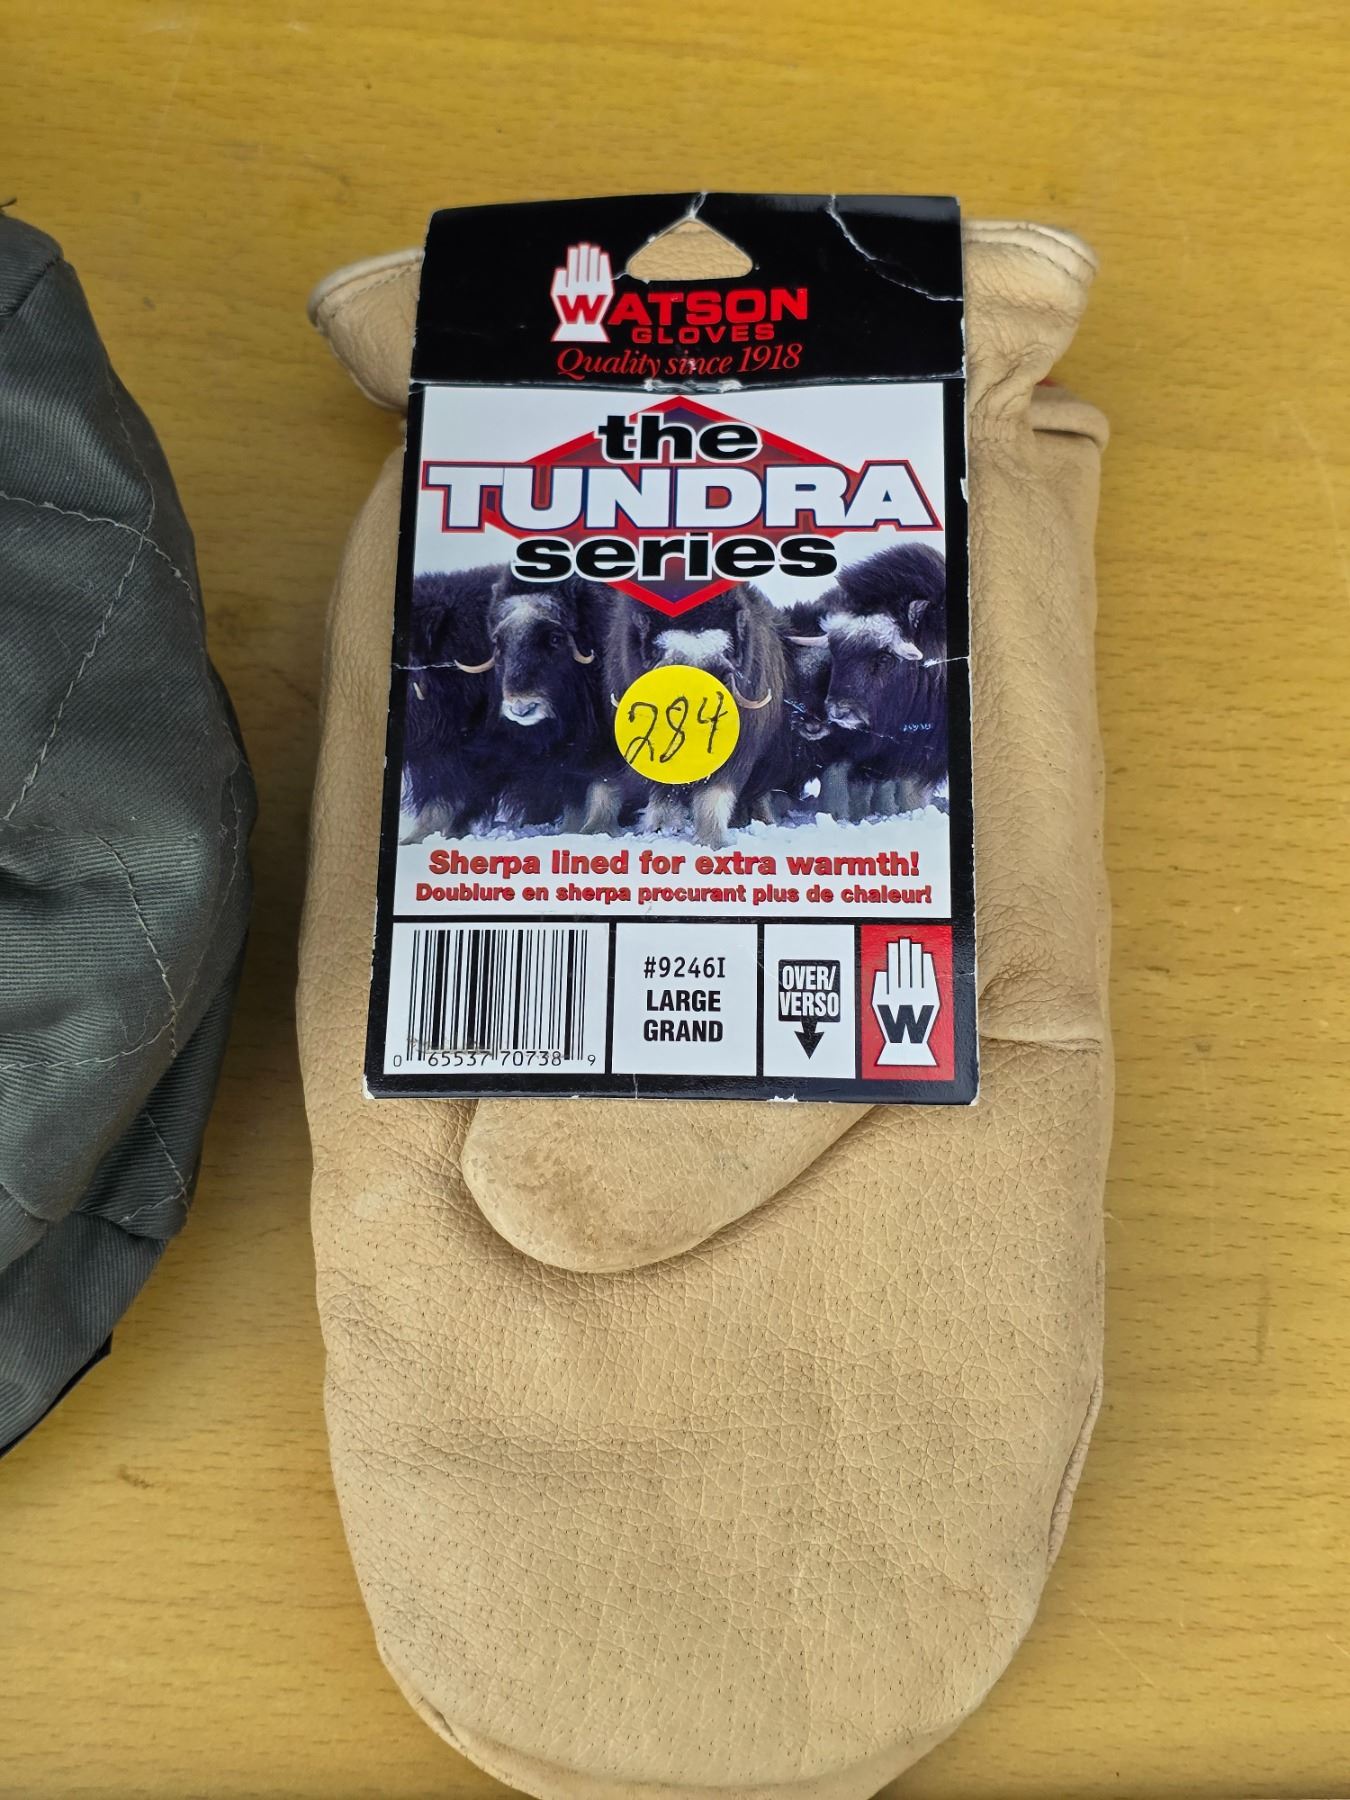 WATSON
GLOVES
Quality since 1918
the
TUNDRA
series
284
Sherpa lined for extra warmth!
Doublure en sherpa procurant plus de chaleur!
#9246I
LARGE
GRAND
OVER/
VERSO
W
0 65537 70738 9